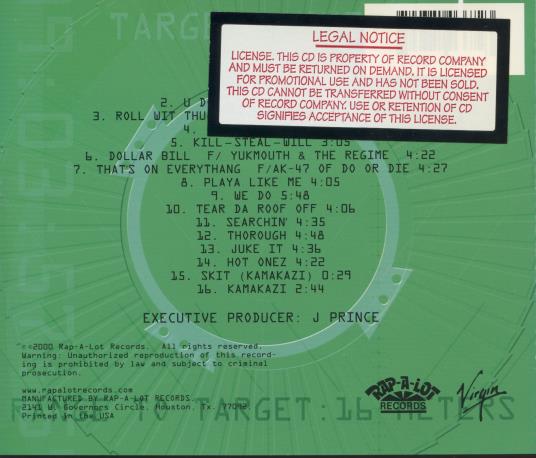 TARGET
LEGAL NOTICE
LICENSE. THIS CD IS PROPERTY OF RECORD COMPANY
AND MUST BE RETURNED ON DEMAND. IT IS LICENSED
FOR PROMOTIONAL USE AND HAS NOT BEEN SOLD.
THIS CD CANNOT BE TRANSFERRED WITHOUT CONSENT
OF RECORD COMPANY. USE OR RETENTION OF CD
SIGNIFIES ACCEPTANCE OF THIS LICENSE.
2. U D
3. ROLL WIT THU
4.
5. KILL-STEAL-WILL 3:05
6. DOLLAR BILL F/ YUKMOUTH & THE REGIME 4:22
7. THATS ON EVERYTHANG F/AK-47 OF DO OR DIE 4:27
8. PLAYA LIKE ME 4:05
9. WE DO 5:48
10. TEAR DA ROOF OFF 4:06
11. SEARCHIN' 4:35
12. THOROUGH 4:48
13. JUKE IT 4:36
14. HOT ONEZ 4:22
15. SKIT (KAMAKAZI) 0:29
16. KAMAKAZI 2:44
EXECUTIVE PRODUCER: J PRINCE
℗©2000 Rap-A-Lot Records. All rights reserved.
Warning: Unauthorized reproduction of this record-
ing is prohibited by law and subject to criminal
prosecution.
www.rapalotrecords.com
MANUFACTURED BY RAP-A-LOT RECORDS.
2141 W. Governors Circle, Houston, Tx. 77092.
Printed in the USA
RAP-A-LOT
RECORDS
Virgin
TO TARGET:16 METERS